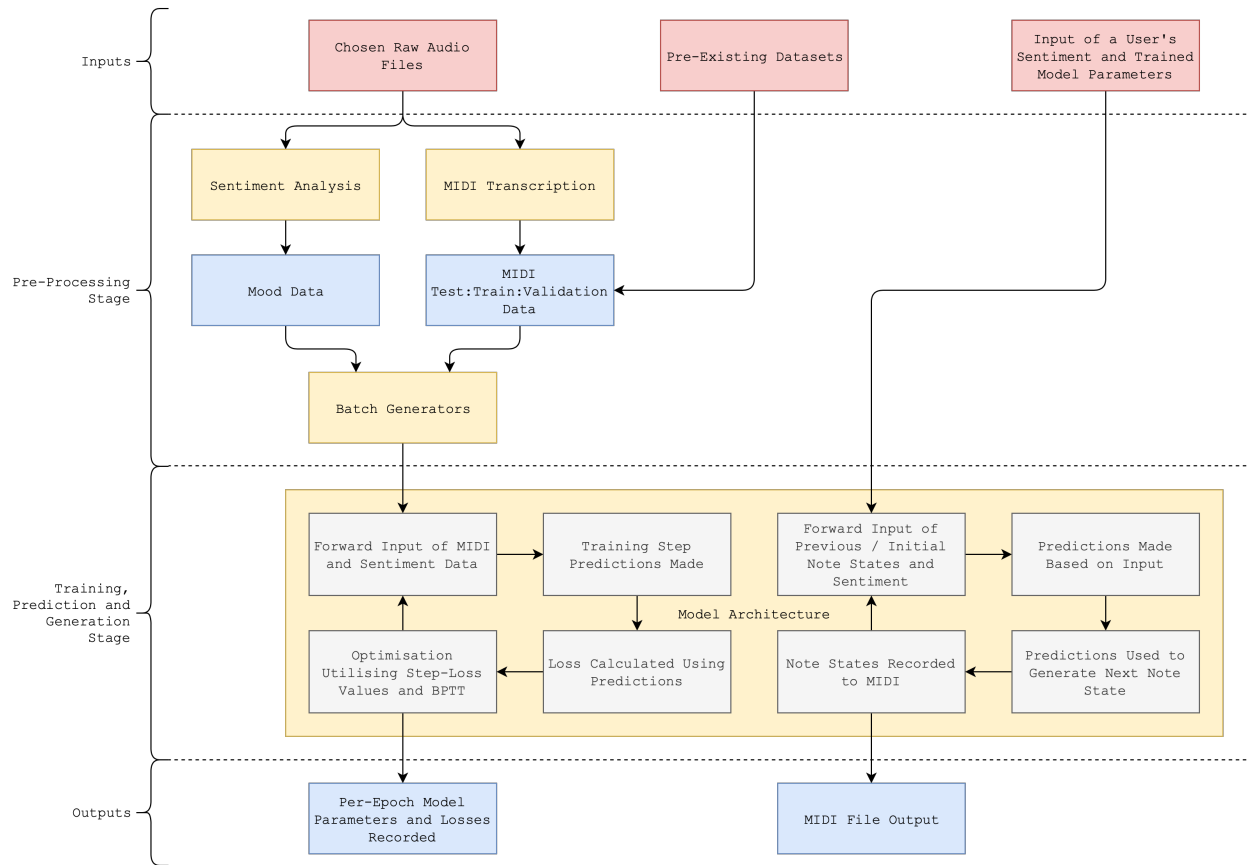 Inputs
Chosen Raw Audio
Files
Pre-Existing Datasets
Input of a User's
Sentiment and Trained
Model Parameters
Pre-Processing
Stage
Sentiment Analysis
MIDI Transcription
Mood Data
MIDI
Test:Train:Validation
Data
Batch Generators
Training,
Prediction and
Generation
Stage
Forward Input of MIDI
and Sentiment Data
Training Step
Predictions Made
Forward Input of
Previous / Initial
Note States and
Sentiment
Predictions Made
Based on Input
Model Architecture
Optimisation
Utilising Step-Loss
Values and BPTT
Loss Calculated Using
Predictions
Note States Recorded
to MIDI
Predictions Used to
Generate Next Note
State
Outputs
Per-Epoch Model
Parameters and Losses
Recorded
MIDI File Output